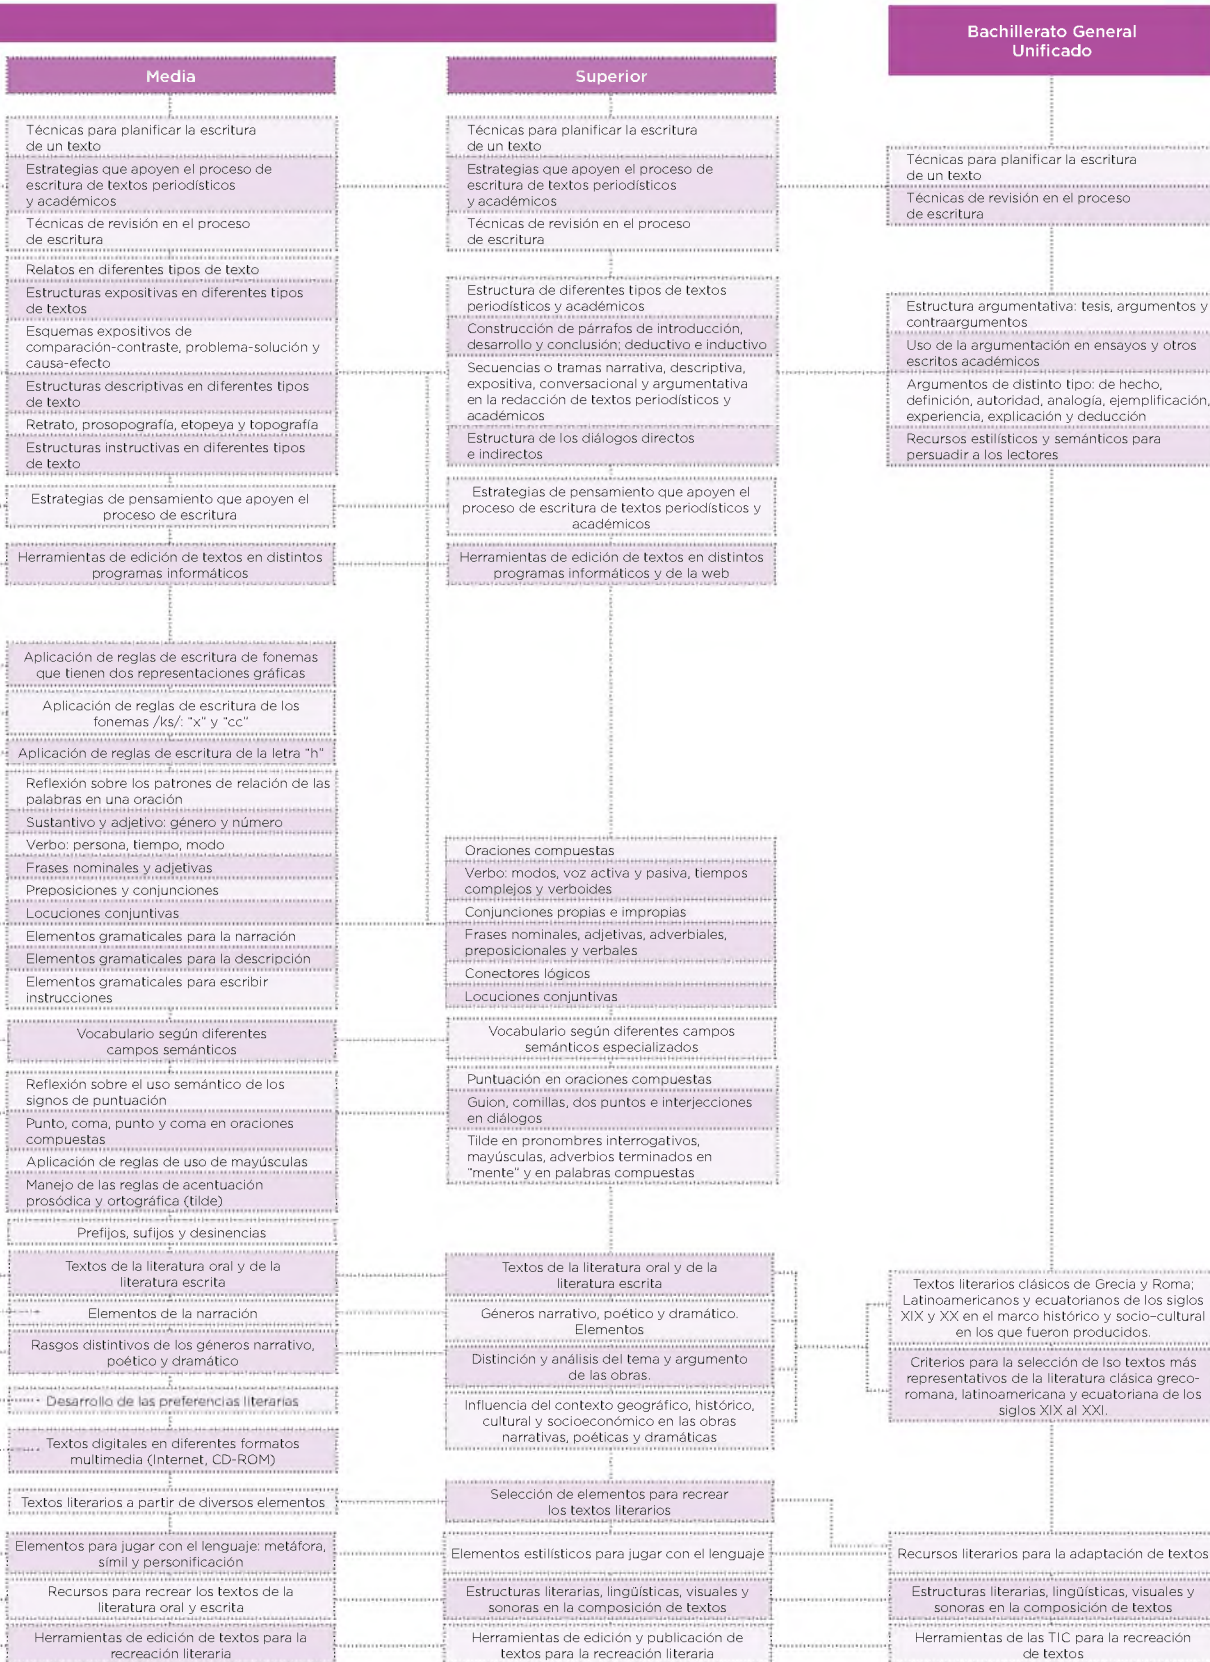 Media
Técnicas para planificar la escritura
de un texto
Estrategias que apoyen el proceso de
escritura de textos periodísticos
y académicos
Técnicas de revisión en el proceso
de escritura
Relatos en diferentes tipos de texto
Estructuras expositivas en diferentes tipos
de textos
Esquemas expositivos de
comparación-contraste, problema-solución y
causa-efecto
Estructuras descriptivas en diferentes tipos
de texto
Retrato, prosopografía, etopeya y topografía
Estructuras instructivas en diferentes tipos
de texto
Estrategias de pensamiento que apoyen el
proceso de escritura
Herramientas de edición de textos en distintos
programas informáticos
Aplicación de reglas de escritura de fonemas
que tienen dos representaciones gráficas
Aplicación de reglas de escritura de los
fonemas /ks/: "x" y "cc"
Aplicación de reglas de escritura de la letra "h"
Reflexión sobre los patrones de relación de las
palabras en una oración
Sustantivo y adjetivo: género y número
Verbo: persona, tiempo, modo
Frases nominales y adjetivas
Preposiciones y conjunciones
Locuciones conjuntivas
Elementos gramaticales para la narración
Elementos gramaticales para la descripción
Elementos gramaticales para escribir
instrucciones
Vocabulario según diferentes
campos semánticos
Reflexión sobre el uso semántico de los
signos de puntuación
Punto, coma, punto y coma en oraciones
compuestas
Aplicación de reglas de uso de mayúsculas
Manejo de las reglas de acentuación
prosódica y ortográfica (tilde)
Prefijos, sufijos y desinencias
Textos de la literatura oral y de la
literatura escrita
Elementos de la narración
Rasgos distintivos de los géneros narrativo,
poético y dramático
Desarrollo de las preferencias literarias
Textos digitales en diferentes formatos
multimedia (Internet, CD-ROM)
Textos literarios a partir de diversos elementos
Elementos para jugar con el lenguaje: metáfora,
símil y personificación
Recursos para recrear los textos de la
literatura oral y escrita
Herramientas de edición de textos para la
recreación literaria
Superior
Técnicas para planificar la escritura
de un texto
Estrategias que apoyen el proceso de
escritura de textos periodísticos
y académicos
Técnicas de revisión en el proceso
de escritura
Estructura de diferentes tipos de textos
periodísticos y académicos
Construcción de párrafos de introducción,
desarrollo y conclusión; deductivo e inductivo
Secuencias o tramas narrativa, descriptiva,
expositiva, conversacional y argumentativa
en la redacción de textos periodísticos y
académicos
Estructura de los diálogos directos
e indirectos
Estrategias de pensamiento que apoyen el
proceso de escritura de textos periodísticos y
académicos
Herramientas de edición de textos en distintos
programas informáticos y de la web
Oraciones compuestas
Verbo: modos, voz activa y pasiva, tiempos
complejos y verboides
Conjunciones propias e impropias
Frases nominales, adjetivas, adverbiales,
preposicionales y verbales
Conectores lógicos
Locuciones conjuntivas
Vocabulario según diferentes campos
semánticos especializados
Puntuación en oraciones compuestas
Guion, comillas, dos puntos e interjecciones
en diálogos
Tilde en pronombres interrogativos,
mayúsculas, adverbios terminados en
"mente" y en palabras compuestas
Textos de la literatura oral y de la
literatura escrita
Géneros narrativo, poético y dramático.
Elementos
Distinción y análisis del tema y argumento
de las obras.
Influencia del contexto geográfico, histórico,
cultural y socioeconómico en las obras
narrativas, poéticas y dramáticas
Selección de elementos para recrear
los textos literarios
Elementos estilísticos para jugar con el lenguaje
Estructuras literarias, lingüísticas, visuales y
sonoras en la composición de textos
Herramientas de edición y publicación de
textos para la recreación literaria
Bachillerato General
Unificado
Técnicas para planificar la escritura
de un texto
Técnicas de revisión en el proceso
de escritura
Estructura argumentativa: tesis, argumentos y
contraargumentos
Uso de la argumentación en ensayos y otros
escritos académicos
Argumentos de distinto tipo: de hecho,
definición, autoridad, analogía, ejemplificación,
experiencia, explicación y deducción
Recursos estilísticos y semánticos para
persuadir a los lectores
Textos literarios clásicos de Grecia y Roma;
Latinoamericanos y ecuatorianos de los siglos
XIX y XX en el marco histórico y socio-cultural
en los que fueron producidos.
Criterios para la selección de lso textos más
representativos de la literatura clásica greco-
romana, latinoamericana y ecuatoriana de los
siglos XIX al XXI.
Recursos literarios para la adaptación de textos
Estructuras literarias, lingüísticas, visuales y
sonoras en la composición de textos
Herramientas de las TIC para la recreación
de textos